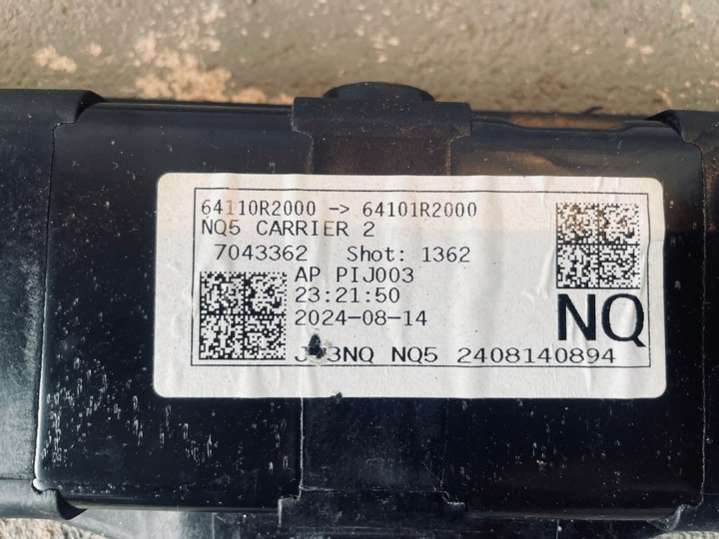 64110R2000 -> 64101R2000
NQ5 CARRIER 2
7043362 Shot: 1362
AP PIJ003
23:21:50
2024-08-14
NQ
NQ5 2408140894